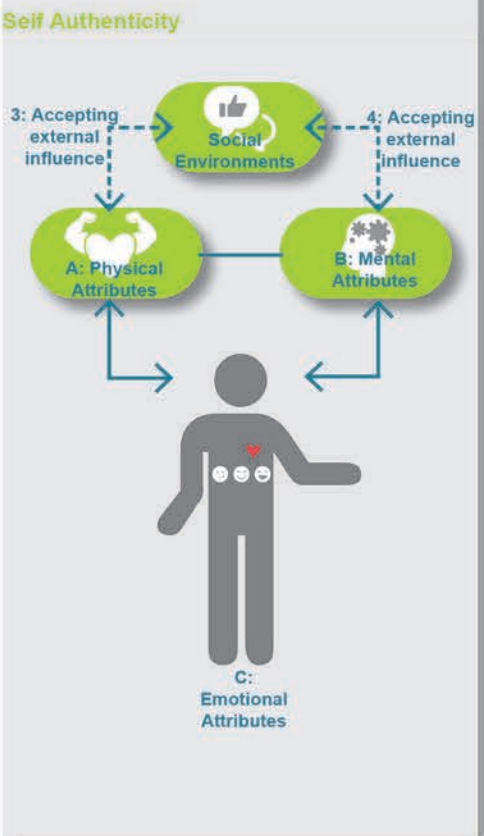 Self Authenticity
3: Accepting
external
influence
Social
Environments
4: Accepting
external
influence
A: Physical
Attributes
B: Mental
Attributes
C:
Emotional
Attributes